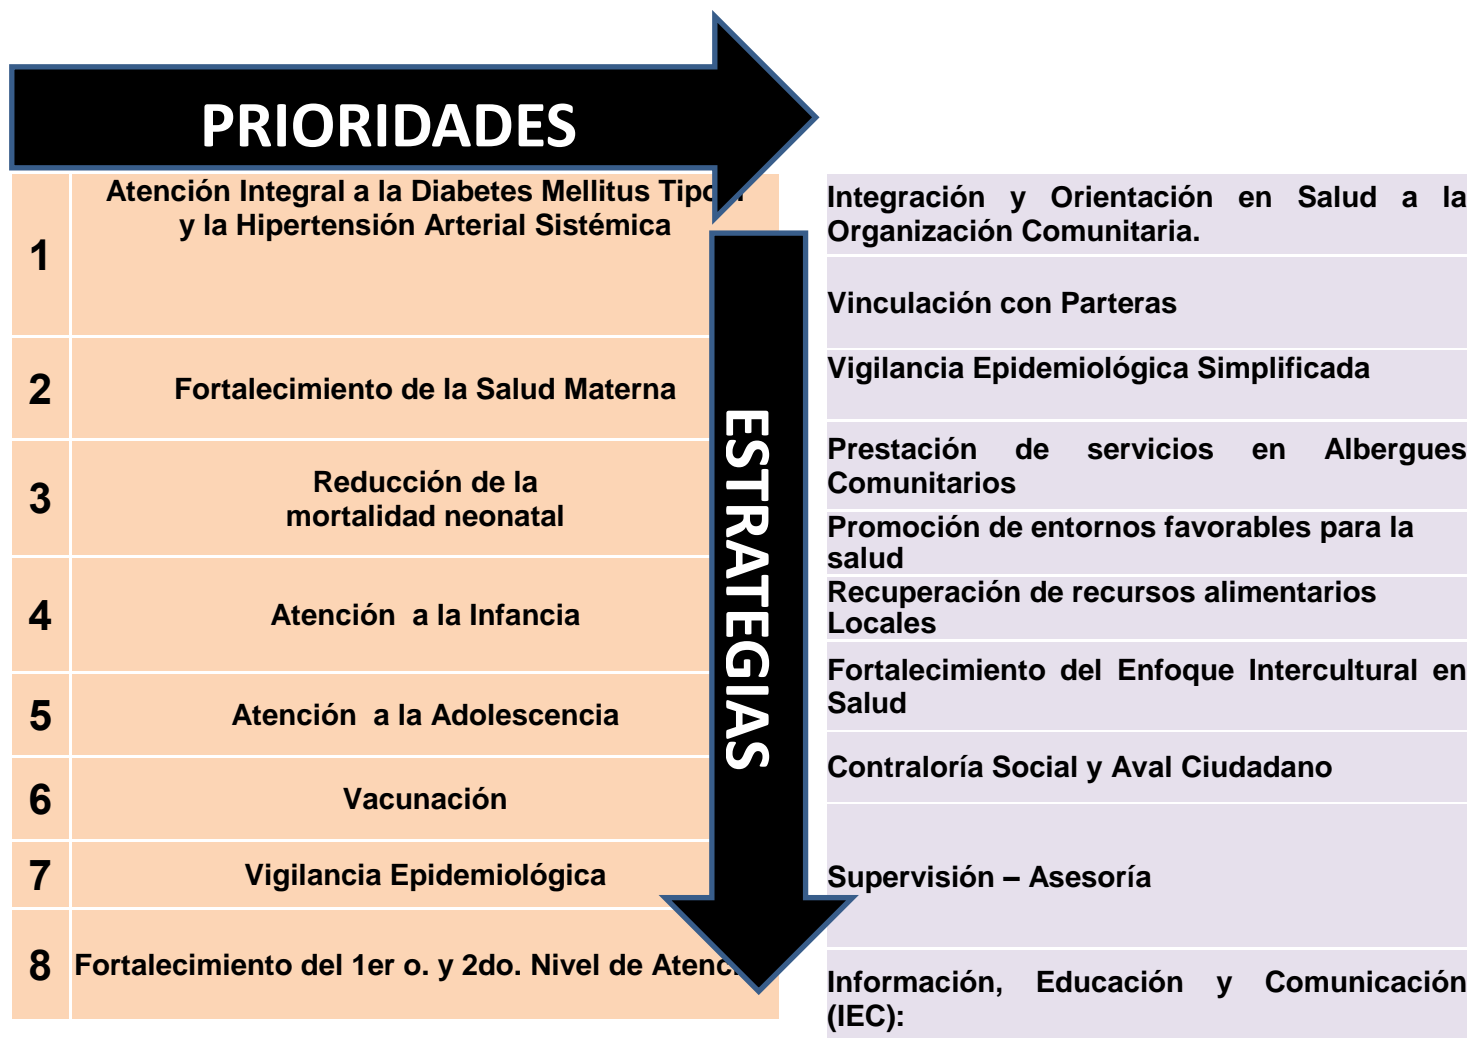 PRIORIDADES
1
Atención Integral a la Diabetes Mellitus
y la Hipertensión Arterial Sistémica
2
Fortalecimiento de la Salud Materna
3
Reducción de la
mortalidad neonatal
4
Atención a la Infancia
5
Atención a la Adolescencia
6
Vacunación
7
Vigilancia Epidemiológica
8
Fortalecimiento del 1er o. y 2do. Nivel de
ESTRATEGIAS
Integración y Orientación en Salud a la
Organización Comunitaria.
Vinculación con Parteras
Vigilancia Epidemiológica Simplificada
Prestación de servicios en Albergues
Comunitarios
Promoción de entornos favorables para la
salud
Recuperación de recursos alimentarios
Locales
Fortalecimiento del Enfoque Intercultural en
Salud
Contraloría Social y Aval Ciudadano
Supervisión – Asesoría
Información, Educación y Comunicación
(IEC):